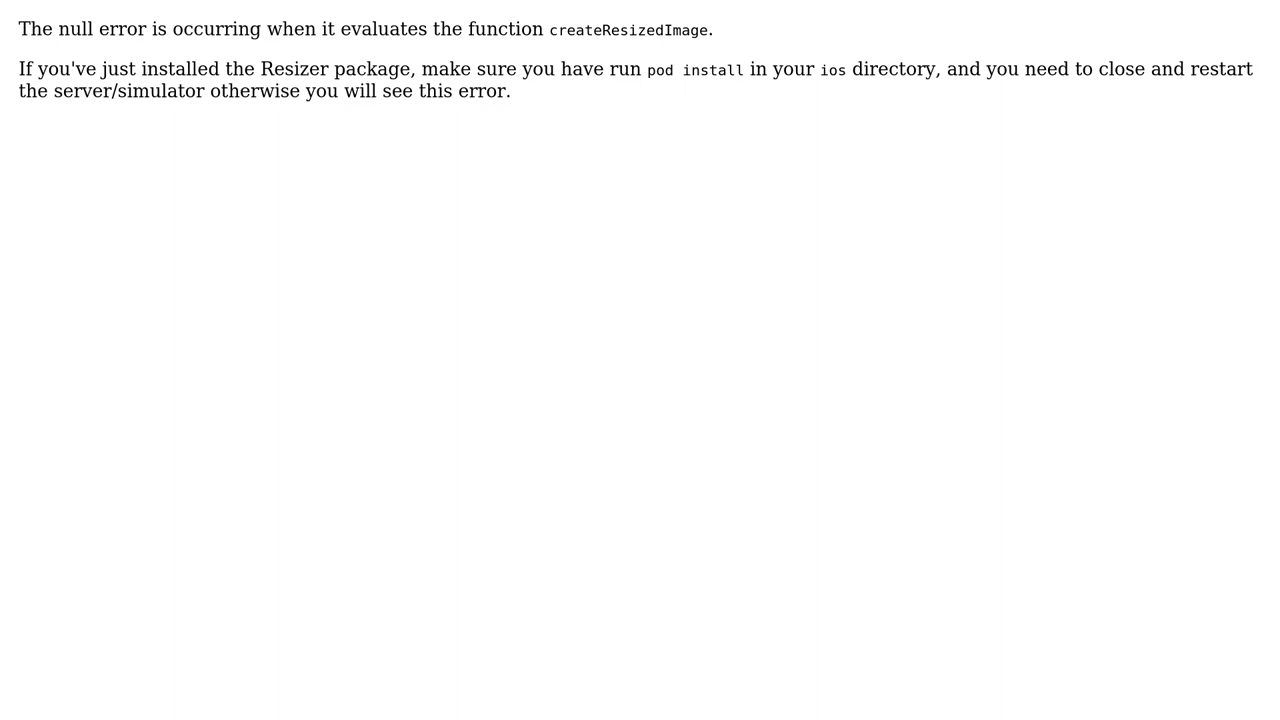 The null error is occurring when it evaluates the function createResizedImage.
If you've just installed the Resizer package, make sure you have run pod install in your ios directory, and you need to close and restart
the server/simulator otherwise you will see this error.